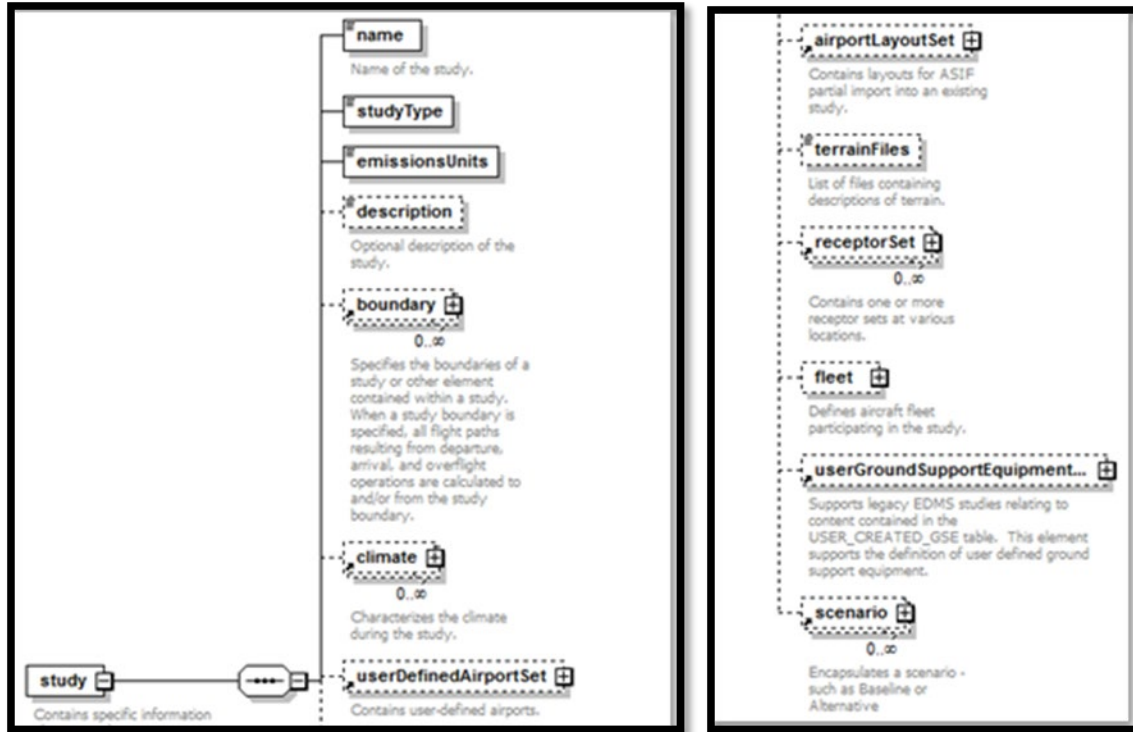 name
Name of the study.
studyType
emissionsUnits
description
Optional description of the
study.
boundary
0..∞
Specifies the boundaries of a
study or other element
contained within a study.
When a study boundary is
specified, all flight paths
resulting from departure,
arrival, and overflight
operations are calculated to
and/or from the study
boundary.
climate
0..∞
Characterizes the climate
during the study.
userDefinedAirportSet
Contains user-defined airports.
study
Contains specific information
airportLayoutSet
Contains layouts for ASIF
partial import into an existing
study.
terrainFiles
List of files containing
descriptions of terrain.
receptorSet
0..∞
Contains one or more
receptor sets at various
locations.
fleet
Defines aircraft fleet
participating in the study.
userGroundSupportEquipment...
Supports legacy EDMS studies relating to
content contained in the
USER_CREATED_GSE table. This element
supports the definition of user defined ground
support equipment.
scenario
0..∞
Encapsulates a scenario -
such as Baseline or
Alternative